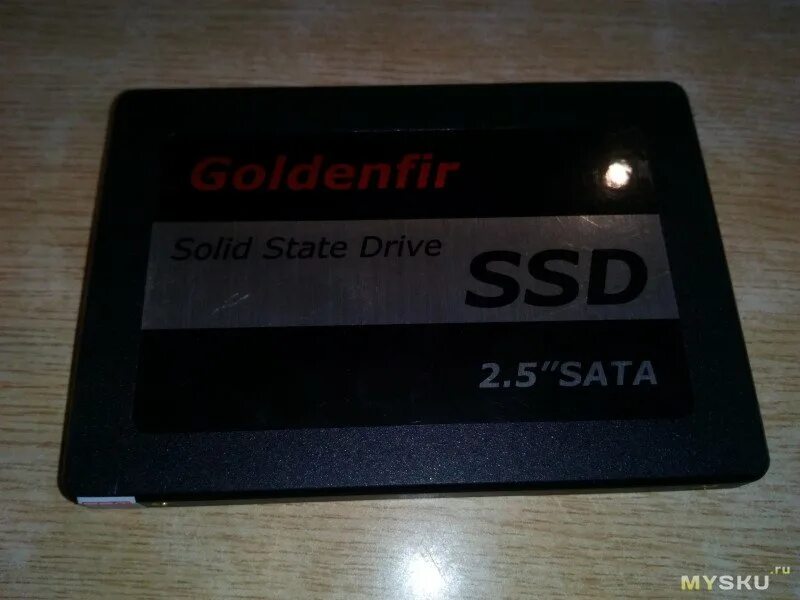 Goldenfir
Solid State Drive
SSD
2.5"SATA
MYSKU.ru